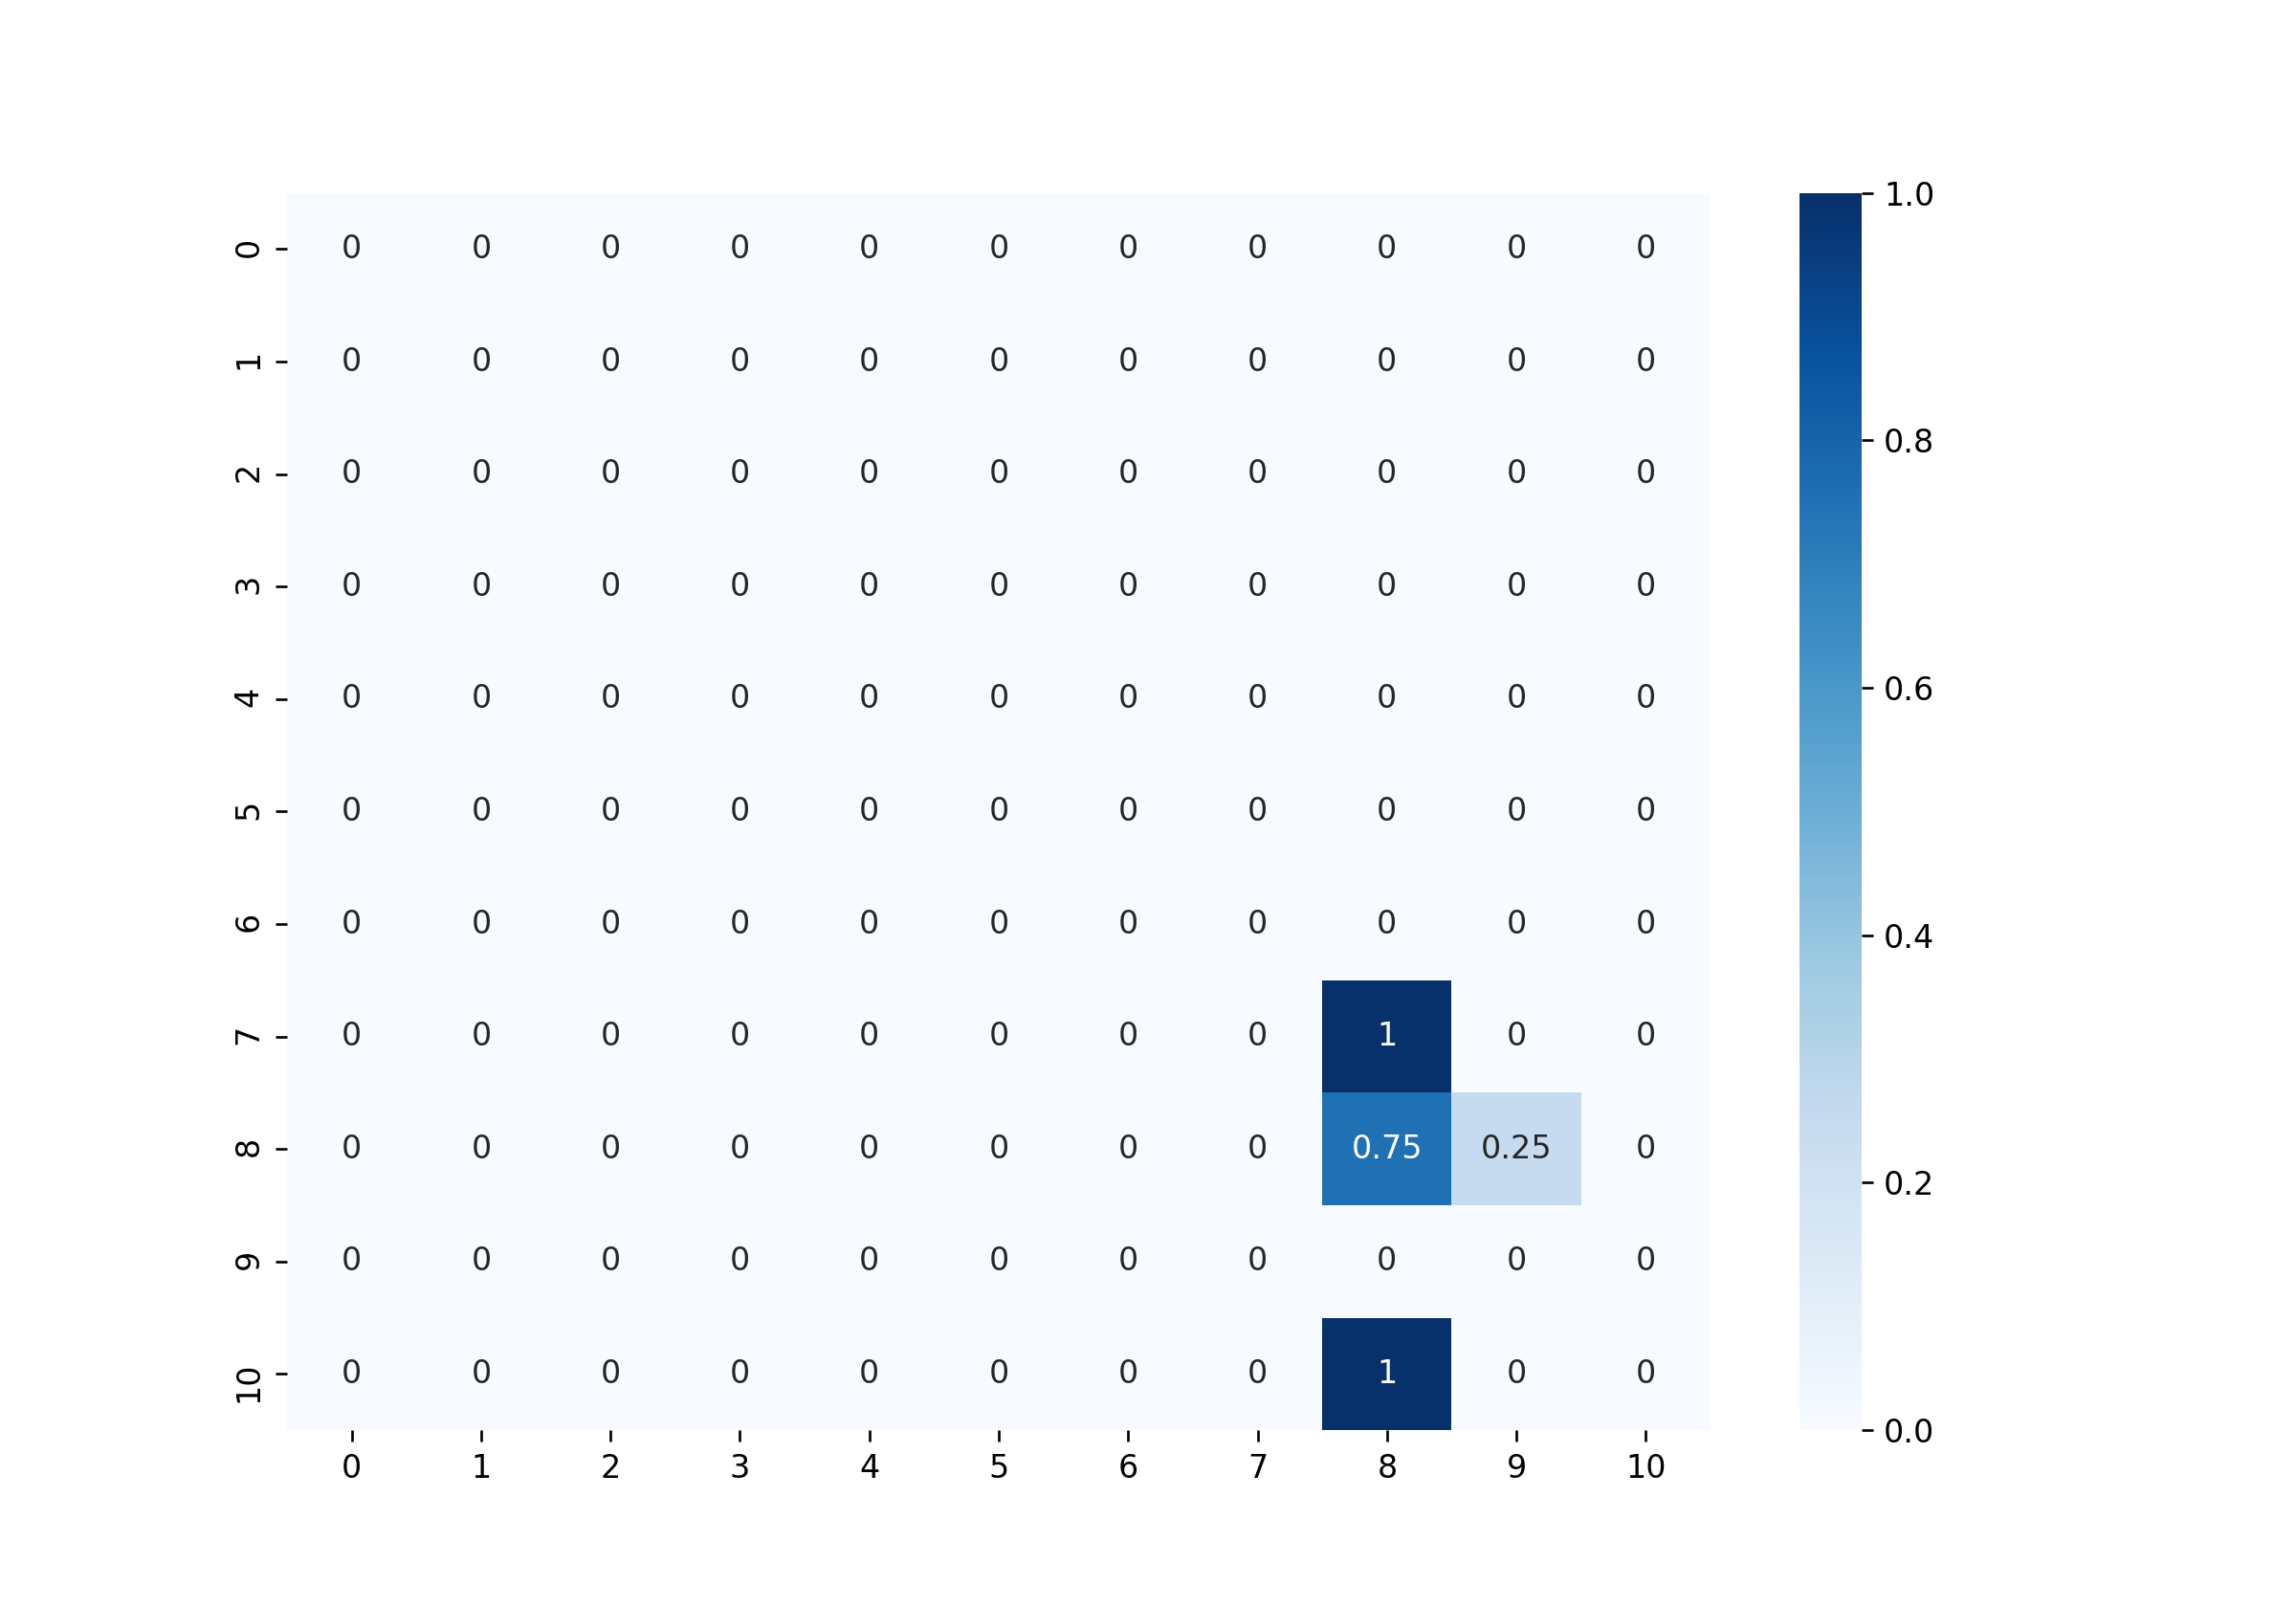 0 0 0 0 0 0 0 0 0 0 0 0
1 0 0 0 0 0 0 0 0 0 0 0
2 0 0 0 0 0 0 0 0 0 0 0
3 0 0 0 0 0 0 0 0 0 0 0
4 0 0 0 0 0 0 0 0 0 0 0
5 0 0 0 0 0 0 0 0 0 0 0
6 0 0 0 0 0 0 0 0 0 0 0
7 0 0 0 0 0 0 0 0 1 0 0
8 0 0 0 0 0 0 0 0 0.75 0.25 0
9 0 0 0 0 0 0 0 0 0 0 0
10 0 0 0 0 0 0 0 0 1 0 0
0 1 2 3 4 5 6 7 8 9 10
1.0
0.8
0.6
0.4
0.2
0.0